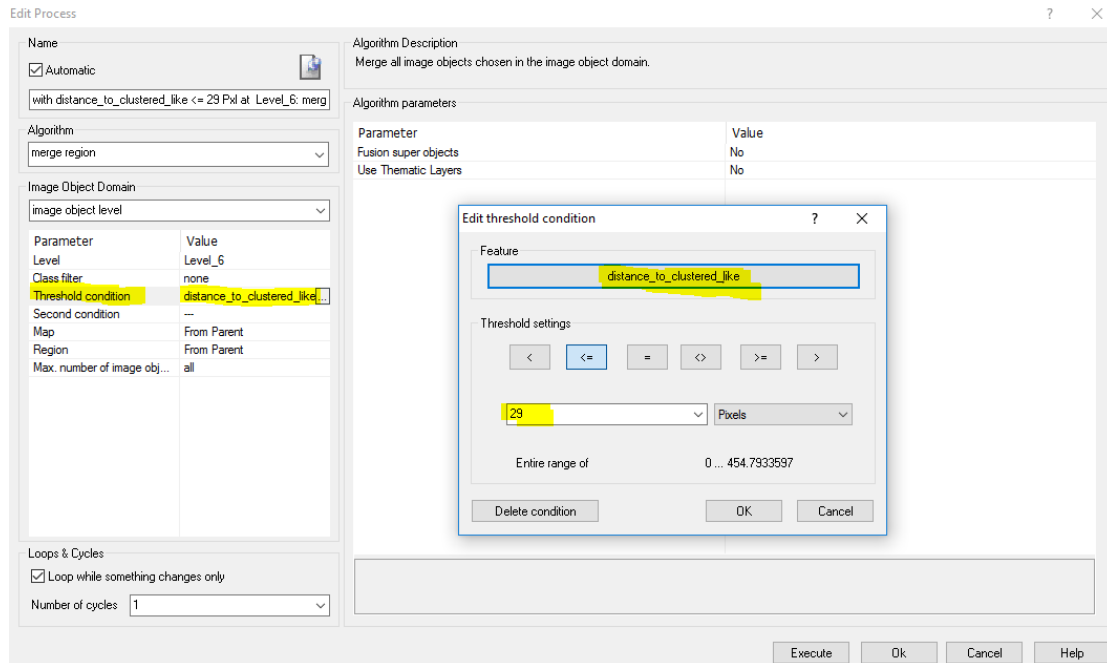 Edit Process ? ×
Name
Automatic
with distance_to_clustered_like <= 29 Pxl at Level_6: merg
Algorithm
merge region
Image Object Domain
image object level
Parameter Value
Level Level_6
Class filter none
Threshold condition distance_to_clustered_like ...
Second condition ---
Map From Parent
Region From Parent
Max. number of image obj... all
Loops & Cycles
Loop while something changes only
Number of cycles 1
Algorithm Description
Merge all image objects chosen in the image object domain.
Algorithm parameters
Parameter Value
Fusion super objects No
Use Thematic Layers No
Edit threshold condition ? ×
Feature
distance_to_clustered_like
Threshold settings
< <= = <> >= >
29 Pixels
Entire range of 0 ... 454.7933597
Delete condition OK Cancel
Execute Ok Cancel Help